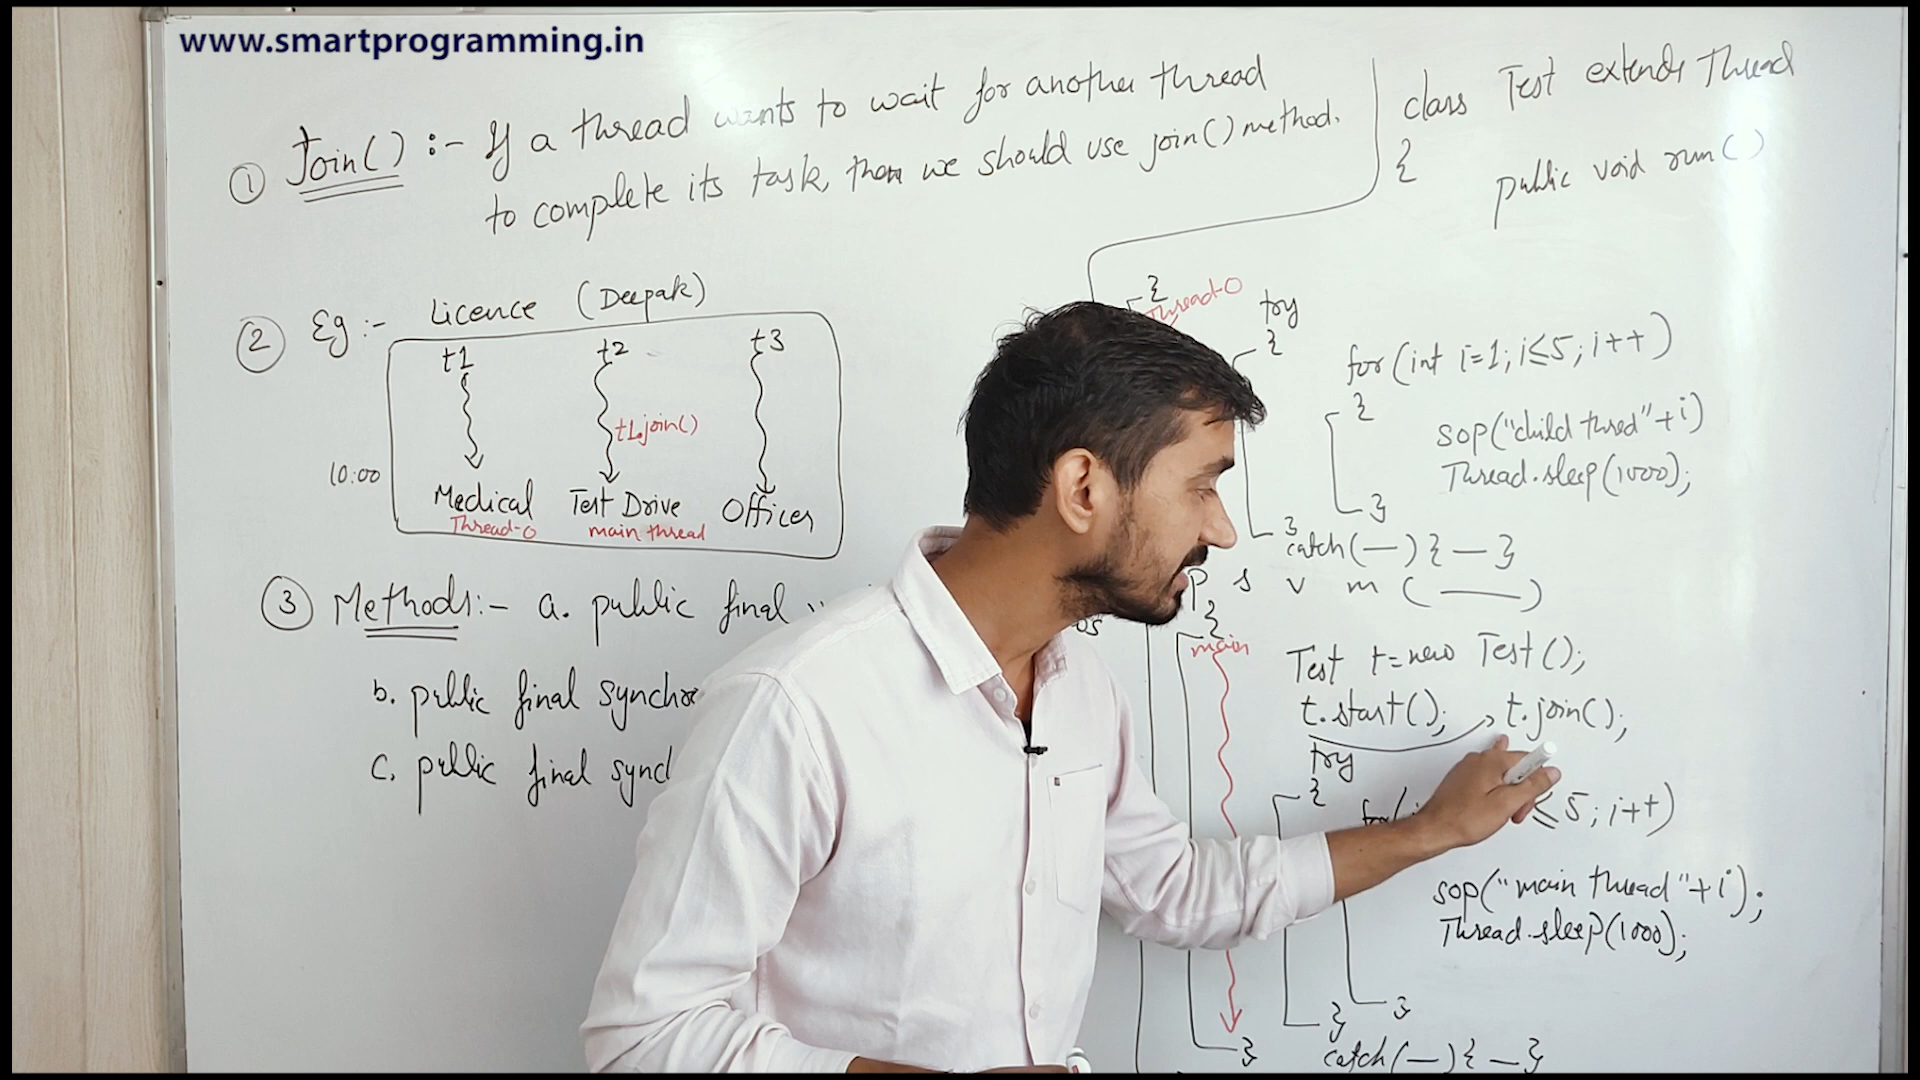 www.smartprogramming.in
① Join() :- If a thread wants to wait for another thread
to complete its task, then we should use join() method.
② Eg :- Licence (Deepak)
t1 t2 t3
t1.join()
10:00
Medical Test Drive Officer
Thread-0 main thread
③ Methods:- a. public final
b. public final synchro
c. public final synch
class Test extends Thread
{
public void run()
{
Thread-0
try
{
for(int i=1; i≤5; i++)
{
sop("child thred"+i)
Thread.sleep(1000);
}
}
catch(—){—}
p s v m (——)
{
main
Test t=new Test();
t.start(); t.join();
try
{
for( ≤5; i++)
sop("main thread"+i);
Thread.sleep(1000);
}
}
catch(—){—}
}